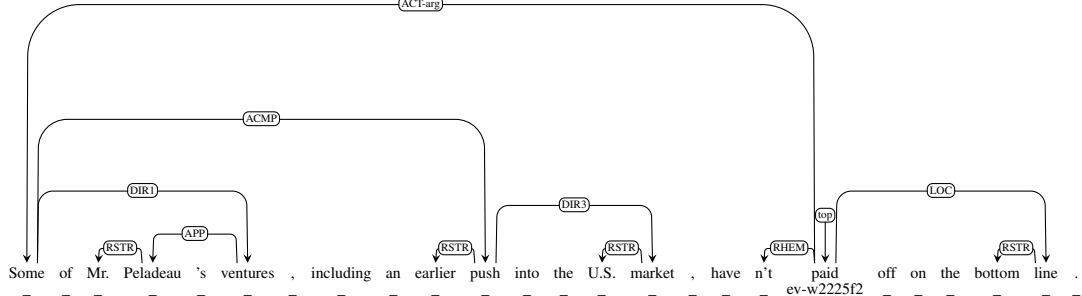 ACT-arg
ACMP
DIR1
DIR3
LOC
top
APP
RSTR RSTR RSTR RHEM RSTR
Some of Mr. Peladeau 's ventures , including an earlier push into the U.S. market , have n't paid off on the bottom line .
_ _ _ _ _ _ _ _ _ _ _ _ _ _ _ _ _ _ ev-w2225f2 _ _ _ _ _ _